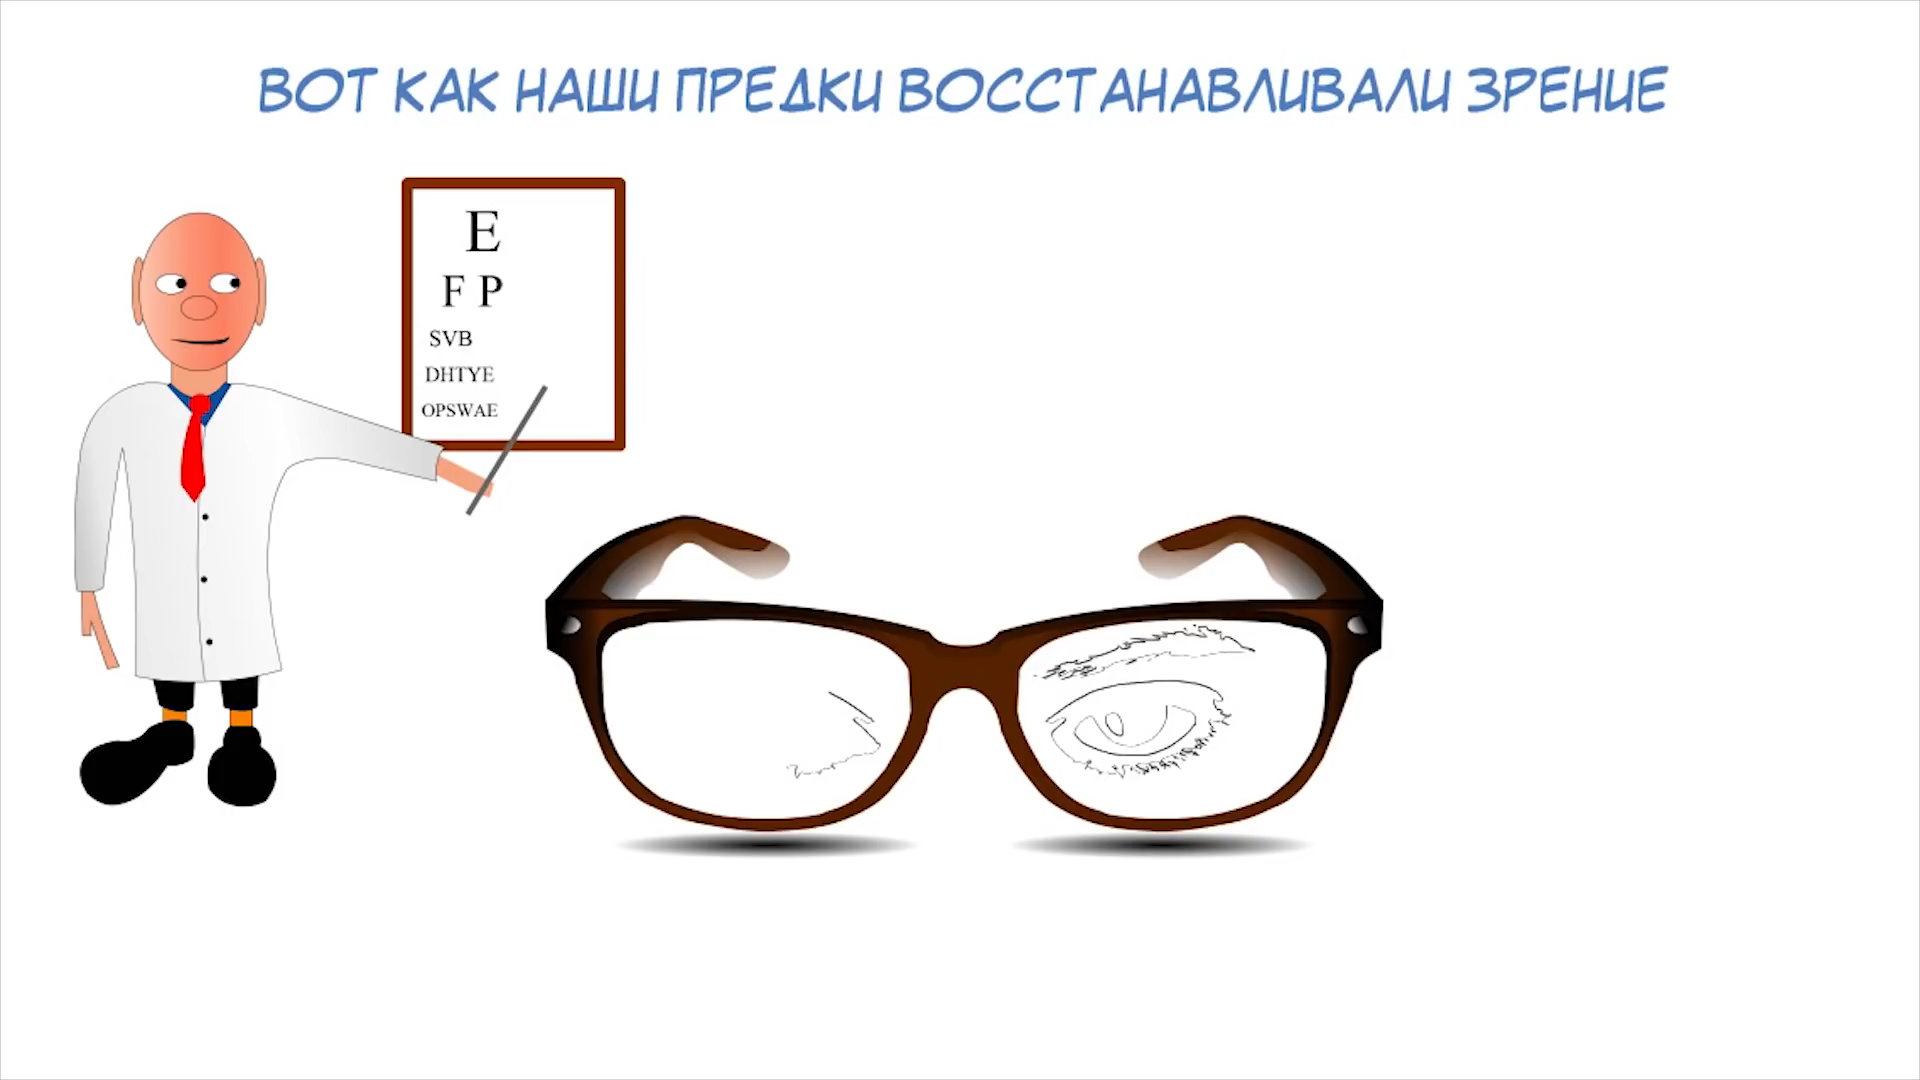 ВОТ КАК НАШИ ПРЕДКИ ВОССТАНАВЛИВАЛИ ЗРЕНИЕ
E
F P
SVB
DHTYE
OPSWAE